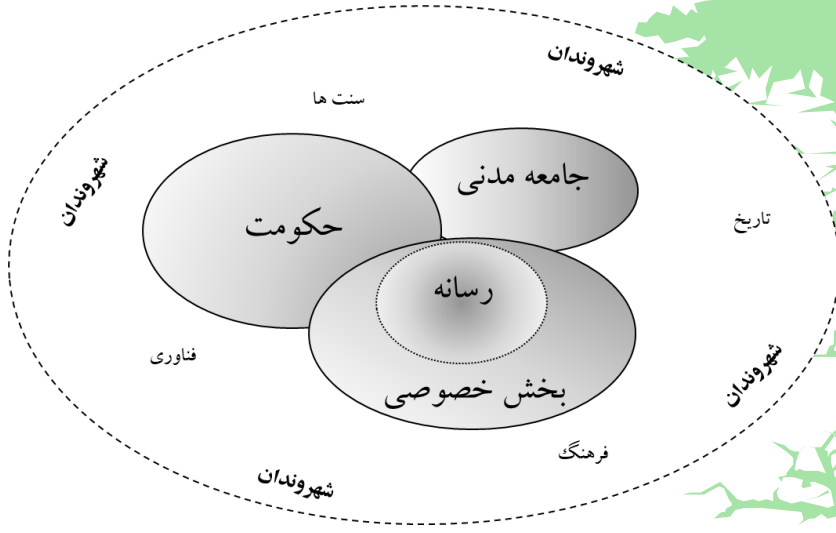 شهروندان
سنت ها
شهروندان
جامعه مدنی
تاریخ
حکومت
رسانه
فناوری
شهروندان
بخش خصوصی
فرهنگ
شهروندان